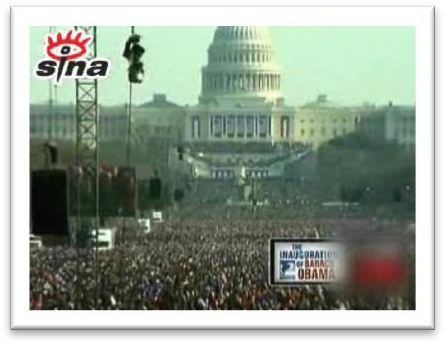 sina
THE
INAUGURATION
OF BARACK
OBAMA